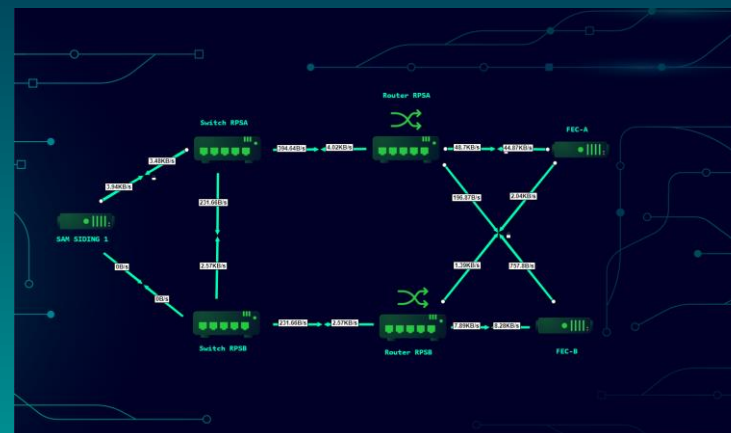 Router RPSA
Switch RPSA
FEC-A
394.64B/s
4.02KB/s
46.7KB/s
44.87KB/s
3.48KB/s
3.94KB/s
231.66B/s
196.87B/s
2.04KB/s
SAM SIDING 1
0B/s
2.57KB/s
1.39KB/s
757.8B/s
0B/s
231.66B/s
2.57KB/s
7.89KB/s
8.28KB/s
Switch RPSB
Router RPSB
FEC-B